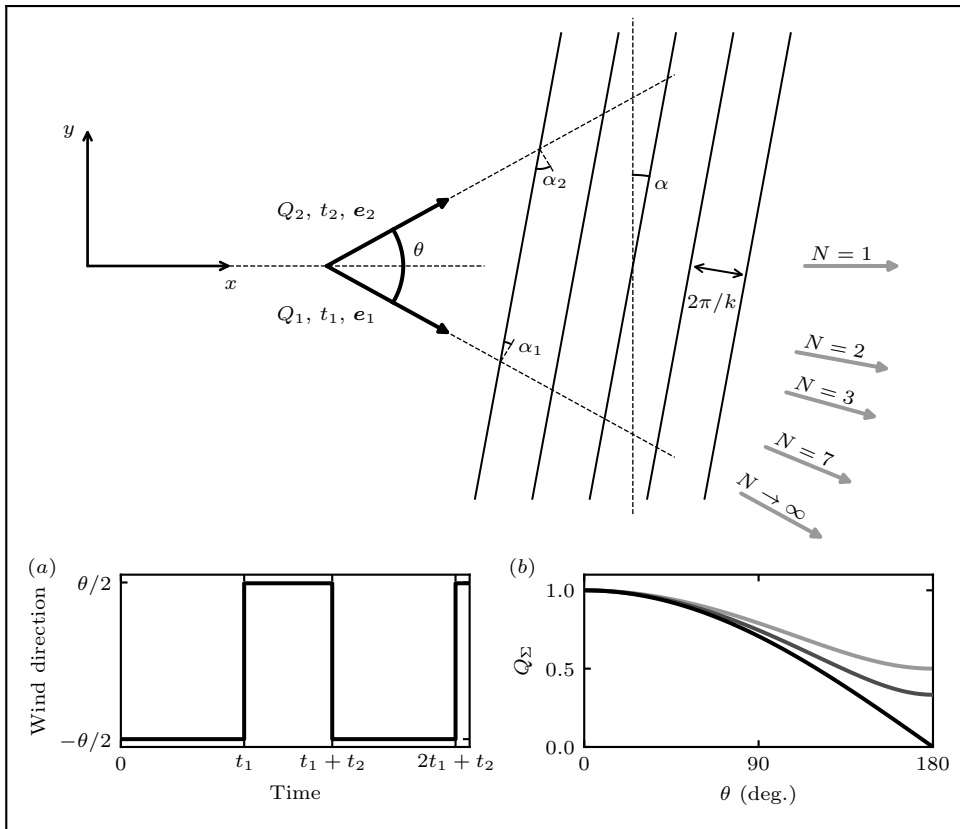 y
x
Q₂, t₂, e₂
Q₁, t₁, e₁
θ
α₂
α₁
α
2π/k
N = 1
N = 2
N = 3
N = 7
N → ∞
(a)
Wind direction
θ/2
−θ/2
0
t₁
t₁ + t₂
2t₁ + t₂
Time
(b)
Q_Σ
1.0
0.5
0.0
0
90
180
θ (deg.)